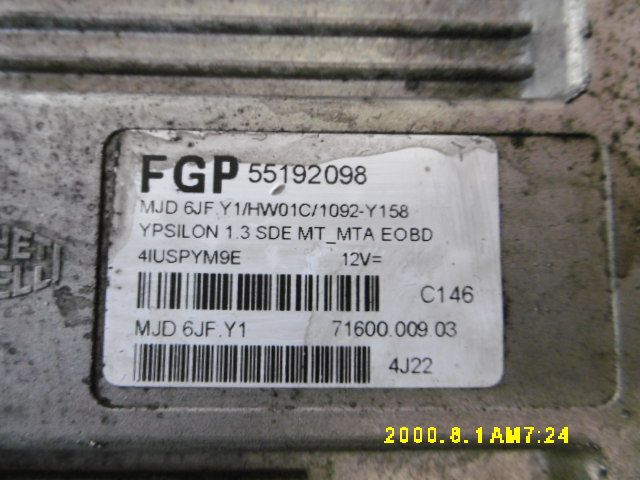 FGP 55192098
MJD 6JF.Y1/HW01C/1092-Y158
YPSILON 1.3 SDE MT_MTA EOBD
4IUSPYM9E 12V=
C146
MJD 6JF.Y1 71600.009.03
4J22
2000.8.1 AM7:24